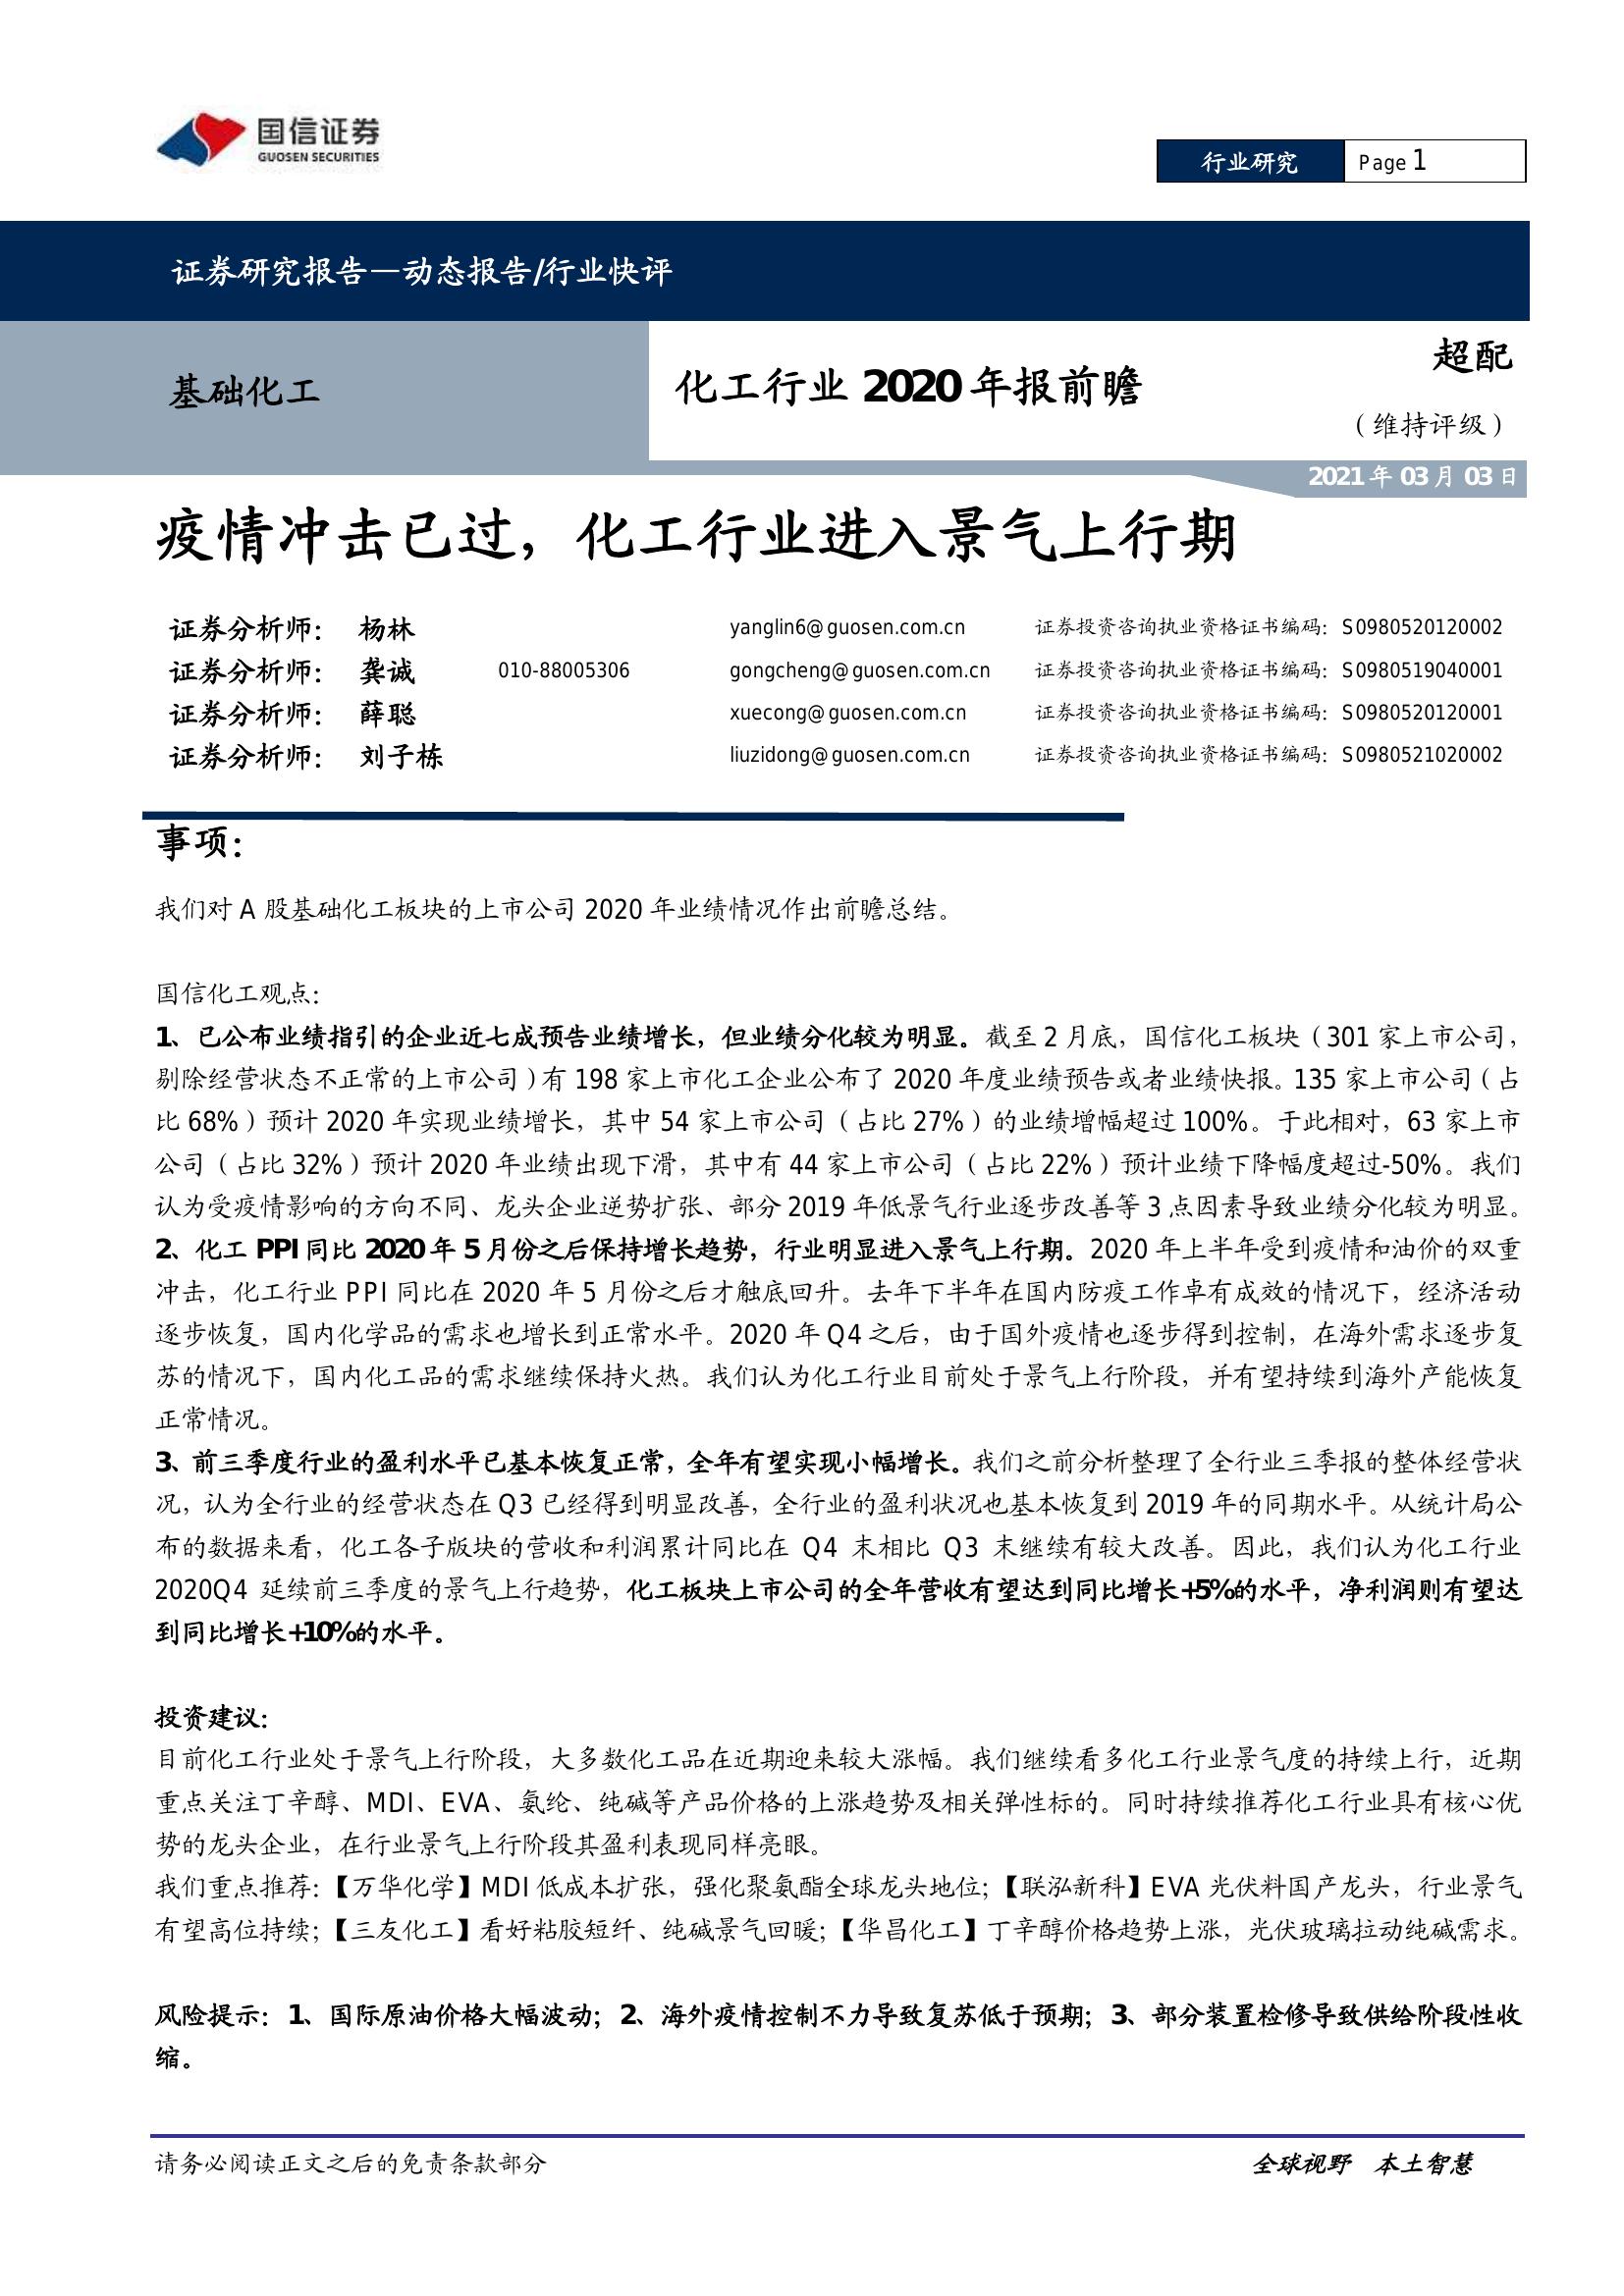 国信证券
GUOSEN SECURITIES
行业研究 Page 1
证券研究报告—动态报告/行业快评
基础化工
化工行业 2020 年报前瞻
超配
（维持评级）
2021 年 03 月 03 日
疫情冲击已过，化工行业进入景气上行期
证券分析师： 杨林 yanglin6@guosen.com.cn 证券投资咨询执业资格证书编码：S0980520120002
证券分析师： 龚诚 010-88005306 gongcheng@guosen.com.cn 证券投资咨询执业资格证书编码：S0980519040001
证券分析师： 薛聪 xuecong@guosen.com.cn 证券投资咨询执业资格证书编码：S0980520120001
证券分析师： 刘子栋 liuzidong@guosen.com.cn 证券投资咨询执业资格证书编码：S0980521020002
事项：
我们对 A 股基础化工板块的上市公司 2020 年业绩情况作出前瞻总结。
国信化工观点：
1、已公布业绩指引的企业近七成预告业绩增长，但业绩分化较为明显。截至 2 月底，国信化工板块（301 家上市公司，
剔除经营状态不正常的上市公司）有 198 家上市化工企业公布了 2020 年度业绩预告或者业绩快报。135 家上市公司（占
比 68%）预计 2020 年实现业绩增长，其中 54 家上市公司（占比 27%）的业绩增幅超过 100%。于此相对，63 家上市
公司（占比 32%）预计 2020 年业绩出现下滑，其中有 44 家上市公司（占比 22%）预计业绩下降幅度超过-50%。我们
认为受疫情影响的方向不同、龙头企业逆势扩张、部分 2019 年低景气行业逐步改善等 3 点因素导致业绩分化较为明显。
2、化工 PPI 同比 2020 年 5 月份之后保持增长趋势，行业明显进入景气上行期。2020 年上半年受到疫情和油价的双重
冲击，化工行业 PPI 同比在 2020 年 5 月份之后才触底回升。去年下半年在国内防疫工作卓有成效的情况下，经济活动
逐步恢复，国内化学品的需求也增长到正常水平。2020 年 Q4 之后，由于国外疫情也逐步得到控制，在海外需求逐步复
苏的情况下，国内化工品的需求继续保持火热。我们认为化工行业目前处于景气上行阶段，并有望持续到海外产能恢复
正常情况。
3、前三季度行业的盈利水平已基本恢复正常，全年有望实现小幅增长。我们之前分析整理了全行业三季报的整体经营状
况，认为全行业的经营状态在 Q3 已经得到明显改善，全行业的盈利状况也基本恢复到 2019 年的同期水平。从统计局公
布的数据来看，化工各子版块的营收和利润累计同比在 Q4 末相比 Q3 末继续有较大改善。因此，我们认为化工行业
2020Q4 延续前三季度的景气上行趋势，化工板块上市公司的全年营收有望达到同比增长+5%的水平，净利润则有望达
到同比增长+10%的水平。
投资建议：
目前化工行业处于景气上行阶段，大多数化工品在近期迎来较大涨幅。我们继续看多化工行业景气度的持续上行，近期
重点关注丁辛醇、MDI、EVA、氨纶、纯碱等产品价格的上涨趋势及相关弹性标的。同时持续推荐化工行业具有核心优
势的龙头企业，在行业景气上行阶段其盈利表现同样亮眼。
我们重点推荐：【万华化学】MDI 低成本扩张，强化聚氨酯全球龙头地位；【联泓新科】EVA 光伏料国产龙头，行业景气
有望高位持续；【三友化工】看好粘胶短纤、纯碱景气回暖；【华昌化工】丁辛醇价格趋势上涨，光伏玻璃拉动纯碱需求。
风险提示：1、国际原油价格大幅波动；2、海外疫情控制不力导致复苏低于预期；3、部分装置检修导致供给阶段性收
缩。
请务必阅读正文之后的免责条款部分 全球视野 本土智慧